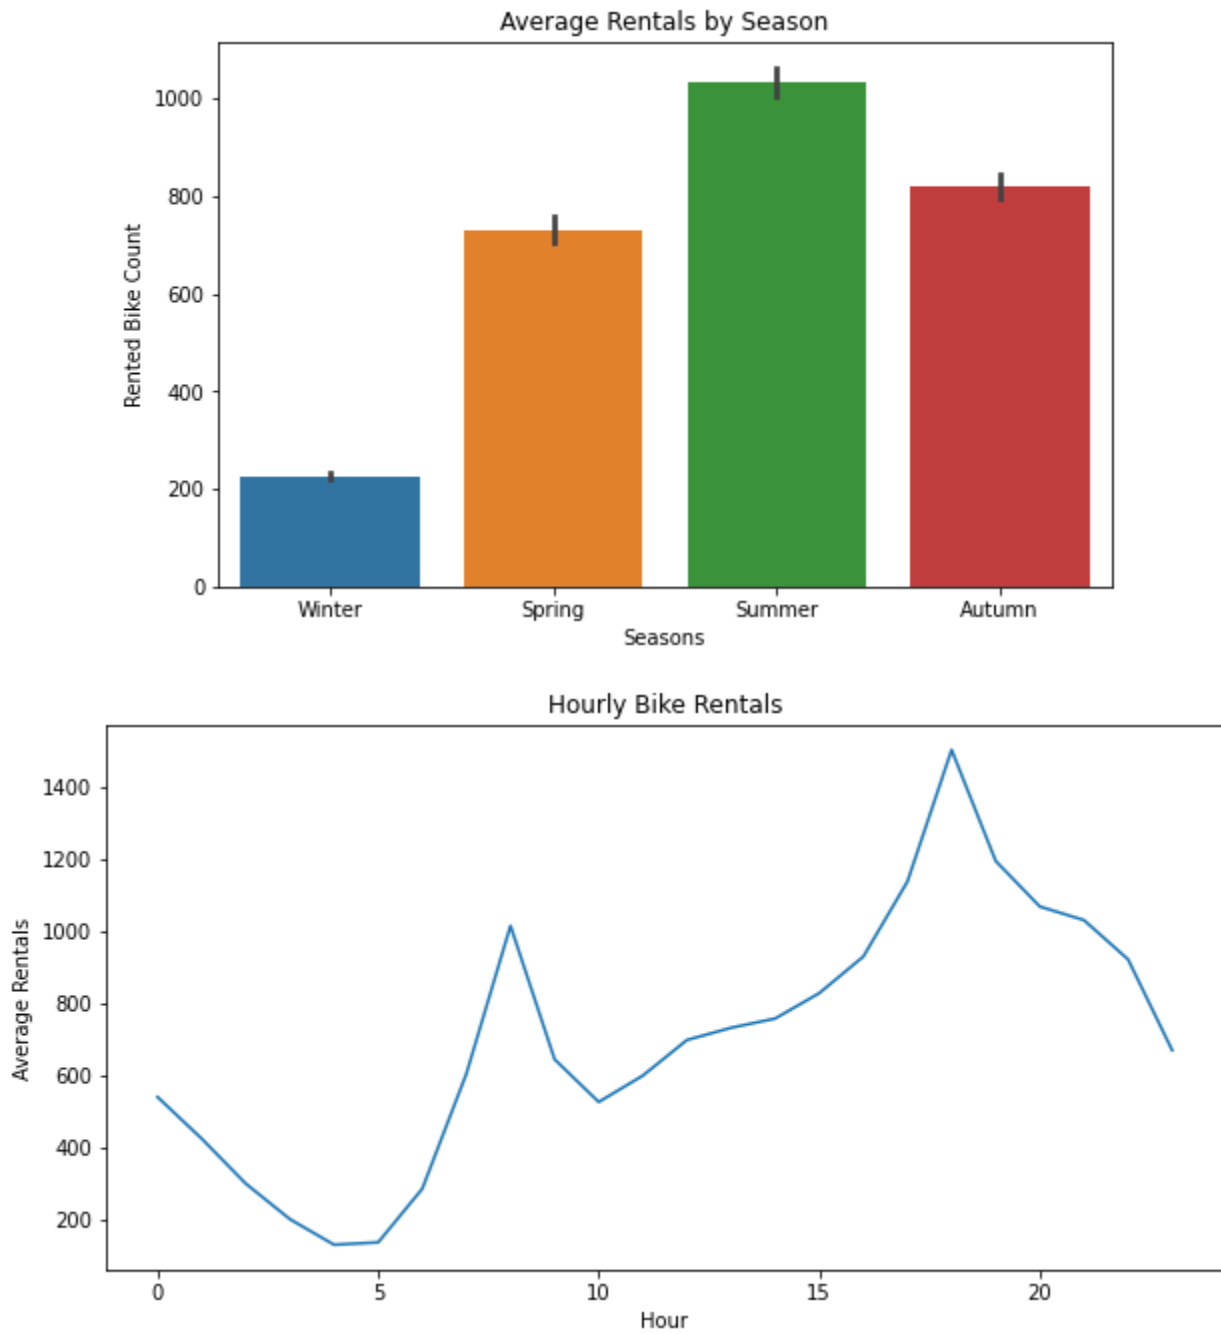 Average Rentals by Season
1000
800
600
400
200
0
Rented Bike Count
Winter Spring Summer Autumn
Seasons
Hourly Bike Rentals
1400
1200
1000
800
600
400
200
Average Rentals
0 5 10 15 20
Hour